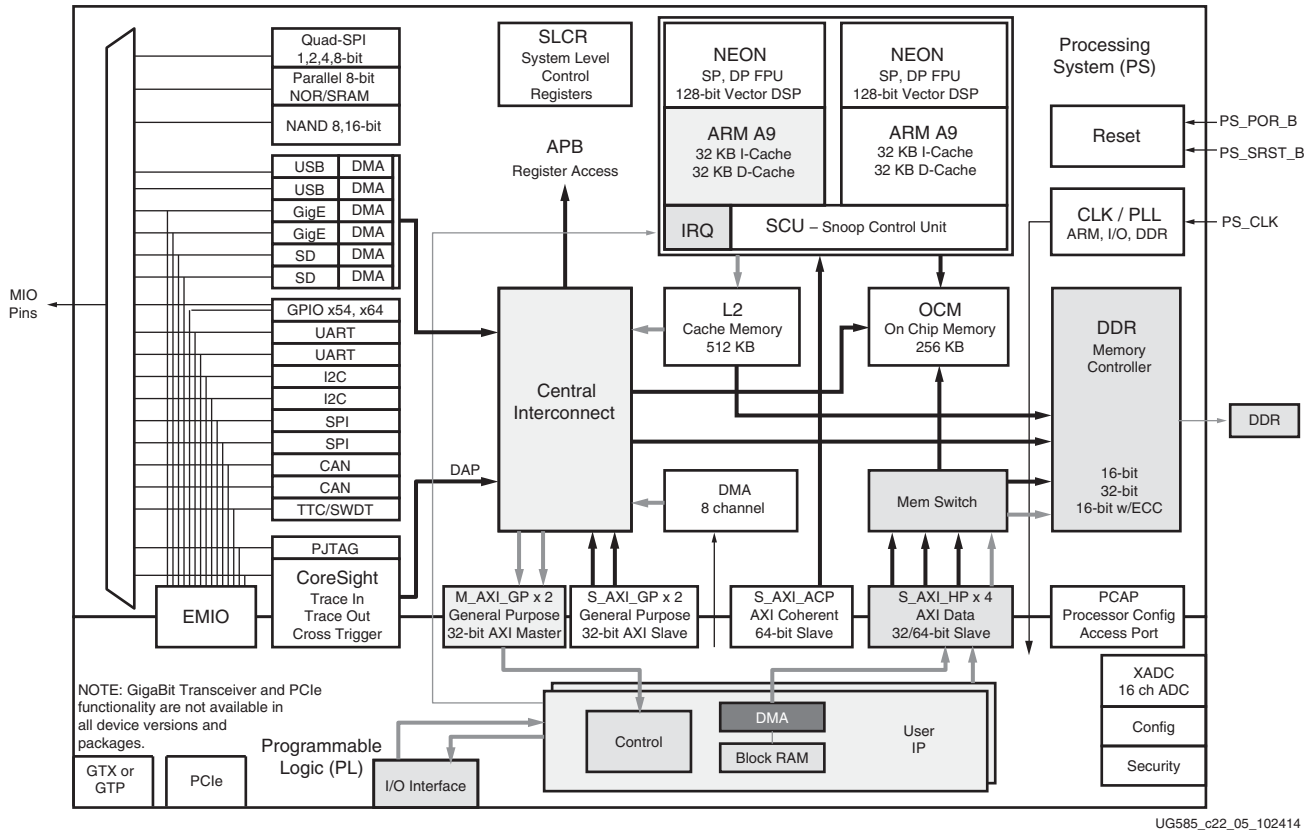 Quad-SPI
1,2,4,8-bit
Parallel 8-bit
NOR/SRAM
NAND 8,16-bit
USB DMA
USB DMA
GigE DMA
GigE DMA
SD DMA
SD DMA
GPIO x54, x64
UART
UART
I2C
I2C
SPI
SPI
CAN
CAN
TTC/SWDT
PJTAG
CoreSight
Trace In
Trace Out
Cross Trigger
MIO
Pins
EMIO
SLCR
System Level
Control
Registers
APB
Register Access
DAP
Central
Interconnect
NEON
SP, DP FPU
128-bit Vector DSP
ARM A9
32 KB I-Cache
32 KB D-Cache
NEON
SP, DP FPU
128-bit Vector DSP
ARM A9
32 KB I-Cache
32 KB D-Cache
IRQ
SCU – Snoop Control Unit
L2
Cache Memory
512 KB
OCM
On Chip Memory
256 KB
DMA
8 channel
Mem Switch
Processing
System (PS)
Reset
PS_POR_B
PS_SRST_B
CLK / PLL
ARM, I/O, DDR
PS_CLK
DDR
Memory
Controller
16-bit
32-bit
16-bit w/ECC
DDR
M_AXI_GP x 2
General Purpose
32-bit AXI Master
S_AXI_GP x 2
General Purpose
32-bit AXI Slave
S_AXI_ACP
AXI Coherent
64-bit Slave
S_AXI_HP x 4
AXI Data
32/64-bit Slave
PCAP
Processor Config
Access Port
NOTE: GigaBit Transceiver and PCIe
functionality are not available in
all device versions and
packages.
GTX or
GTP
PCIe
Programmable
Logic (PL)
I/O Interface
Control
DMA
Block RAM
User
IP
XADC
16 ch ADC
Config
Security
UG585_c22_05_102414